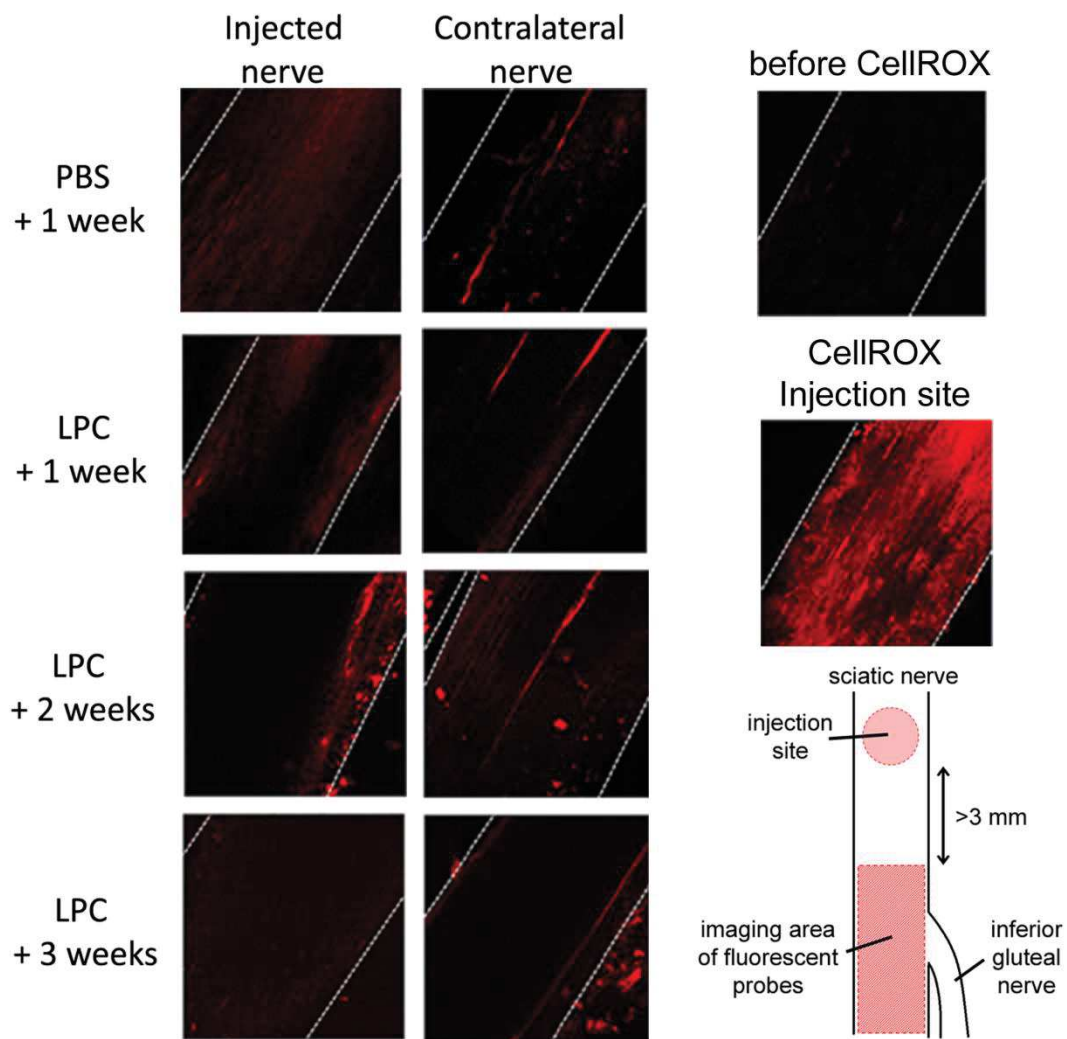 Injected
nerve
Contralateral
nerve
before CellROX
PBS
+ 1 week
CellROX
Injection site
LPC
+ 1 week
LPC
+ 2 weeks
sciatic nerve
injection
site
>3 mm
LPC
+ 3 weeks
imaging area
of fluorescent
probes
inferior
gluteal
nerve